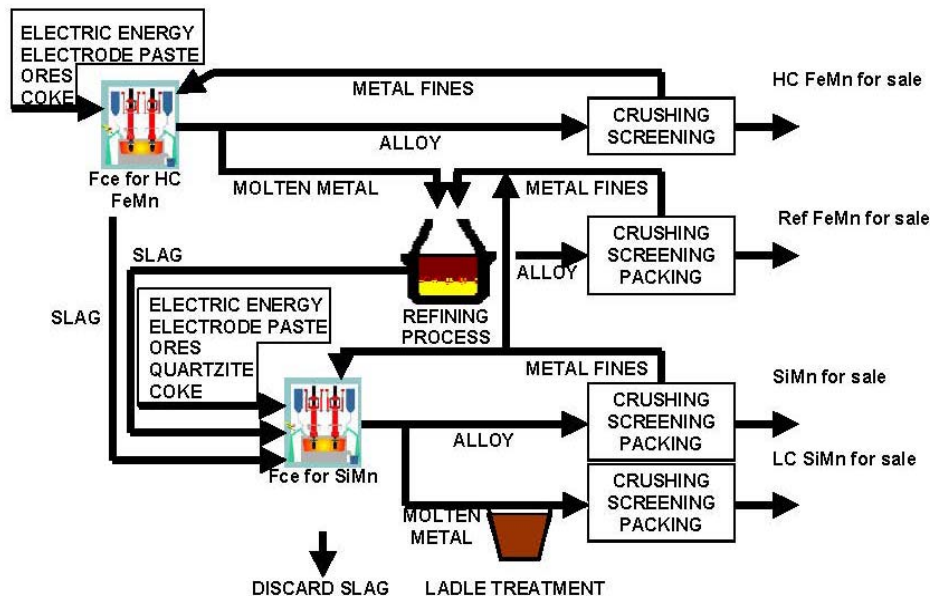 ELECTRIC ENERGY
ELECTRODE PASTE
ORES
COKE
METAL FINES
HC FeMn for sale
CRUSHING
SCREENING
ALLOY
Fce for HC
FeMn
MOLTEN METAL
METAL FINES
Ref FeMn for sale
CRUSHING
SCREENING
PACKING
SLAG
ALLOY
SLAG
ELECTRIC ENERGY
ELECTRODE PASTE
ORES
QUARTZITE
COKE
REFINING
PROCESS
METAL FINES
SiMn for sale
CRUSHING
SCREENING
PACKING
ALLOY
Fce for SiMn
LC SiMn for sale
CRUSHING
SCREENING
PACKING
MOLTEN
METAL
DISCARD SLAG
LADLE TREATMENT